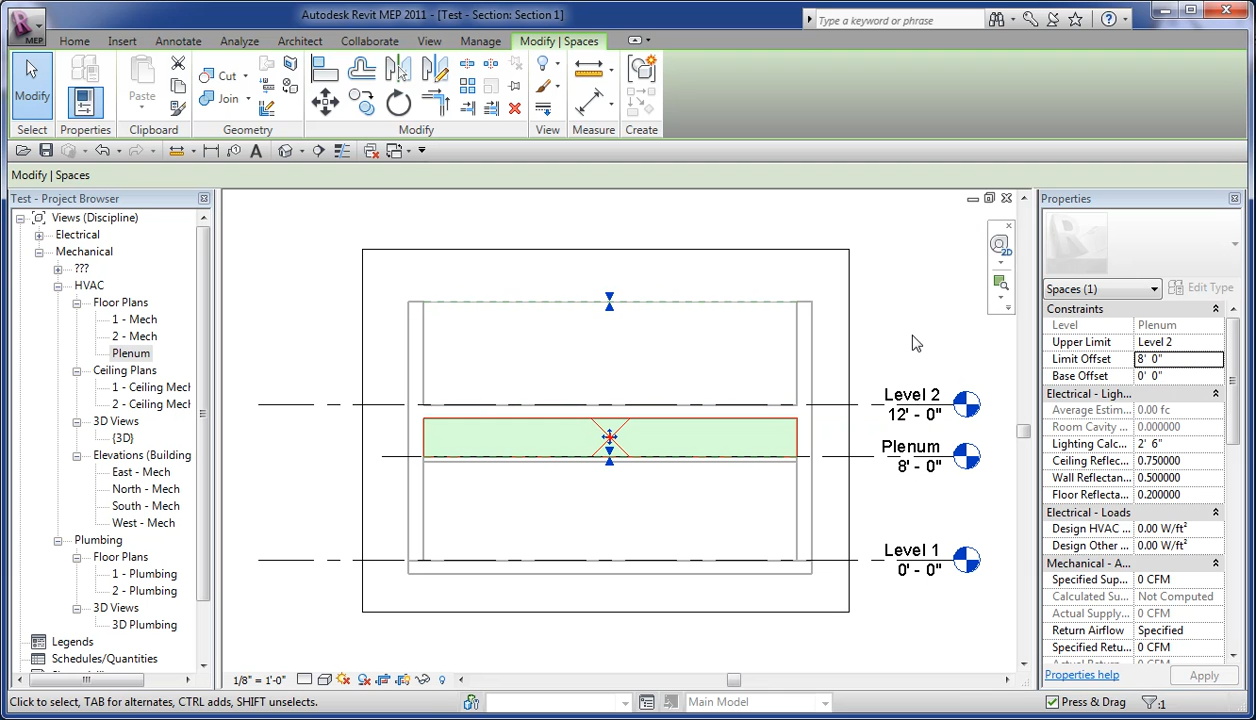 Autodesk Revit MEP 2011 - [Test - Section: Section 1]
Type a keyword or phrase
MEP
Home Insert Annotate Analyze Architect Collaborate View Manage Modify | Spaces
Modify
Paste
Cut
Join
Select Properties Clipboard Geometry Modify View Measure Create
Modify | Spaces
Test - Project Browser
Views (Discipline)
Electrical
Mechanical
???
HVAC
Floor Plans
1 - Mech
2 - Mech
Plenum
Ceiling Plans
1 - Ceiling Mech
2 - Ceiling Mech
3D Views
{3D}
Elevations (Building
East - Mech
North - Mech
South - Mech
West - Mech
Plumbing
Floor Plans
1 - Plumbing
2 - Plumbing
3D Views
3D Plumbing
Legends
Schedules/Quantities
2D
Level 2
12' - 0"
Plenum
8' - 0"
Level 1
0' - 0"
Properties
Spaces (1)
Edit Type
Constraints
Level Plenum
Upper Limit Level 2
Limit Offset 8' 0"
Base Offset 0' 0"
Electrical - Ligh...
Average Estim... 0.00 fc
Room Cavity ... 0.000000
Lighting Calc... 2' 6"
Ceiling Reflec... 0.750000
Wall Reflectan... 0.500000
Floor Reflecta... 0.200000
Electrical - Loads
Design HVAC ... 0.00 W/ft²
Design Other ... 0.00 W/ft²
Mechanical - A...
Specified Sup... 0 CFM
Calculated Su... Not Computed
Actual Supply... 0 CFM
Return Airflow Specified
Specified Retu... 0 CFM
Properties help
Apply
1/8" = 1'-0"
Click to select, TAB for alternates, CTRL adds, SHIFT unselects.
Main Model
Press & Drag
:1